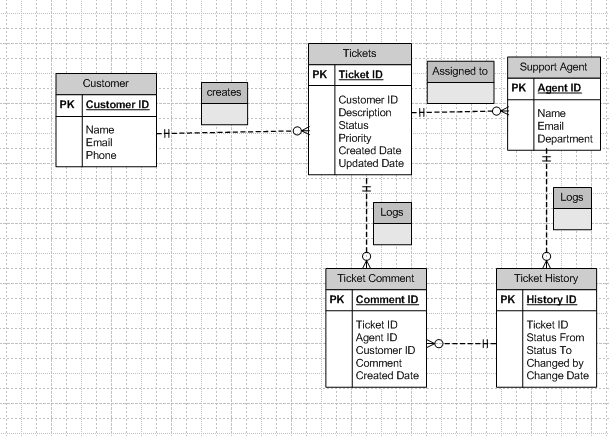 Customer
PK Customer ID
Name
Email
Phone
creates
Tickets
PK Ticket ID
Customer ID
Description
Status
Priority
Created Date
Updated Date
Assigned to
Support Agent
PK Agent ID
Name
Email
Department
Logs
Logs
Ticket Comment
PK Comment ID
Ticket ID
Agent ID
Customer ID
Comment
Created Date
Ticket History
PK History ID
Ticket ID
Status From
Status To
Changed by
Change Date